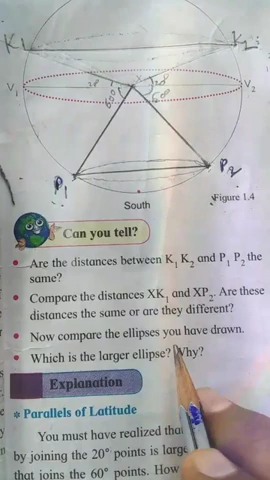 K1
K2
V1
20°
X
20°
V2
60°
60°
P1
P2
South
Figure 1.4
Can you tell?
• Are the distances between K1 K2 and P1 P2 the
same?
• Compare the distances XK1 and XP2. Are these
distances the same or are they different?
• Now compare the ellipses you have drawn.
• Which is the larger ellipse? Why?
Explanation
* Parallels of Latitude
You must have realized tha
by joining the 20° points is large
that joins the 60° points. How